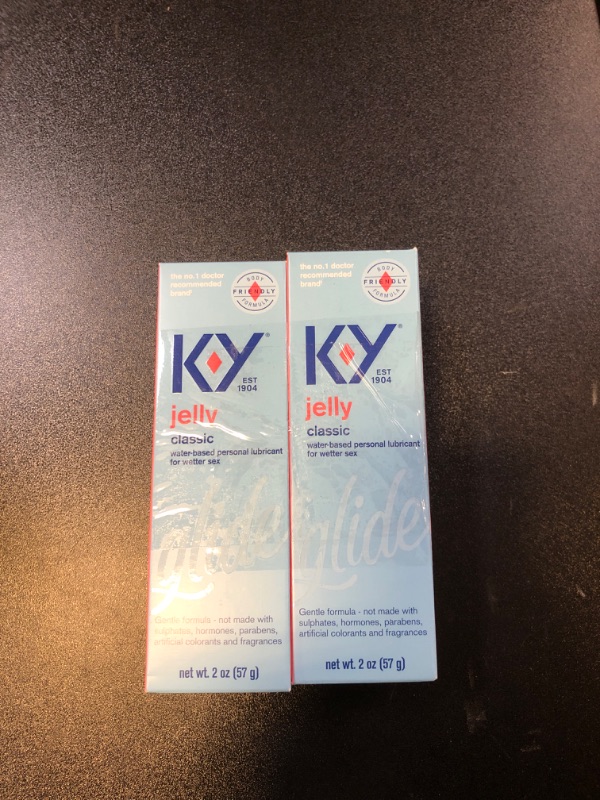 the no.1 doctor
recommended
brand†
BODY
FRIENDLY
FORMULA
KY®
EST
1904
jelly
classic
water-based personal lubricant
for wetter sex
glide
Gentle formula - not made with
sulphates, hormones, parabens,
artificial colorants and fragrances
net wt. 2 oz (57 g)
the no.1 doctor
recommended
brand†
BODY
FRIENDLY
FORMULA
KY®
EST
1904
jelly
classic
water-based personal lubricant
for wetter sex
glide
Gentle formula - not made with
sulphates, hormones, parabens,
artificial colorants and fragrances
net wt. 2 oz (57 g)